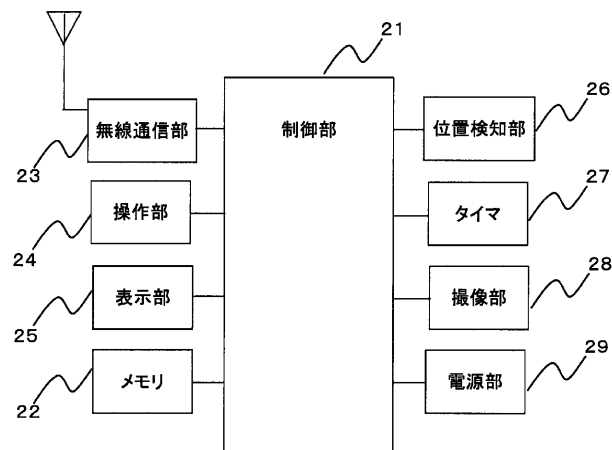 21
制御部
無線通信部
23
操作部
24
表示部
25
メモリ
22
位置検知部
26
タイマ
27
撮像部
28
電源部
29